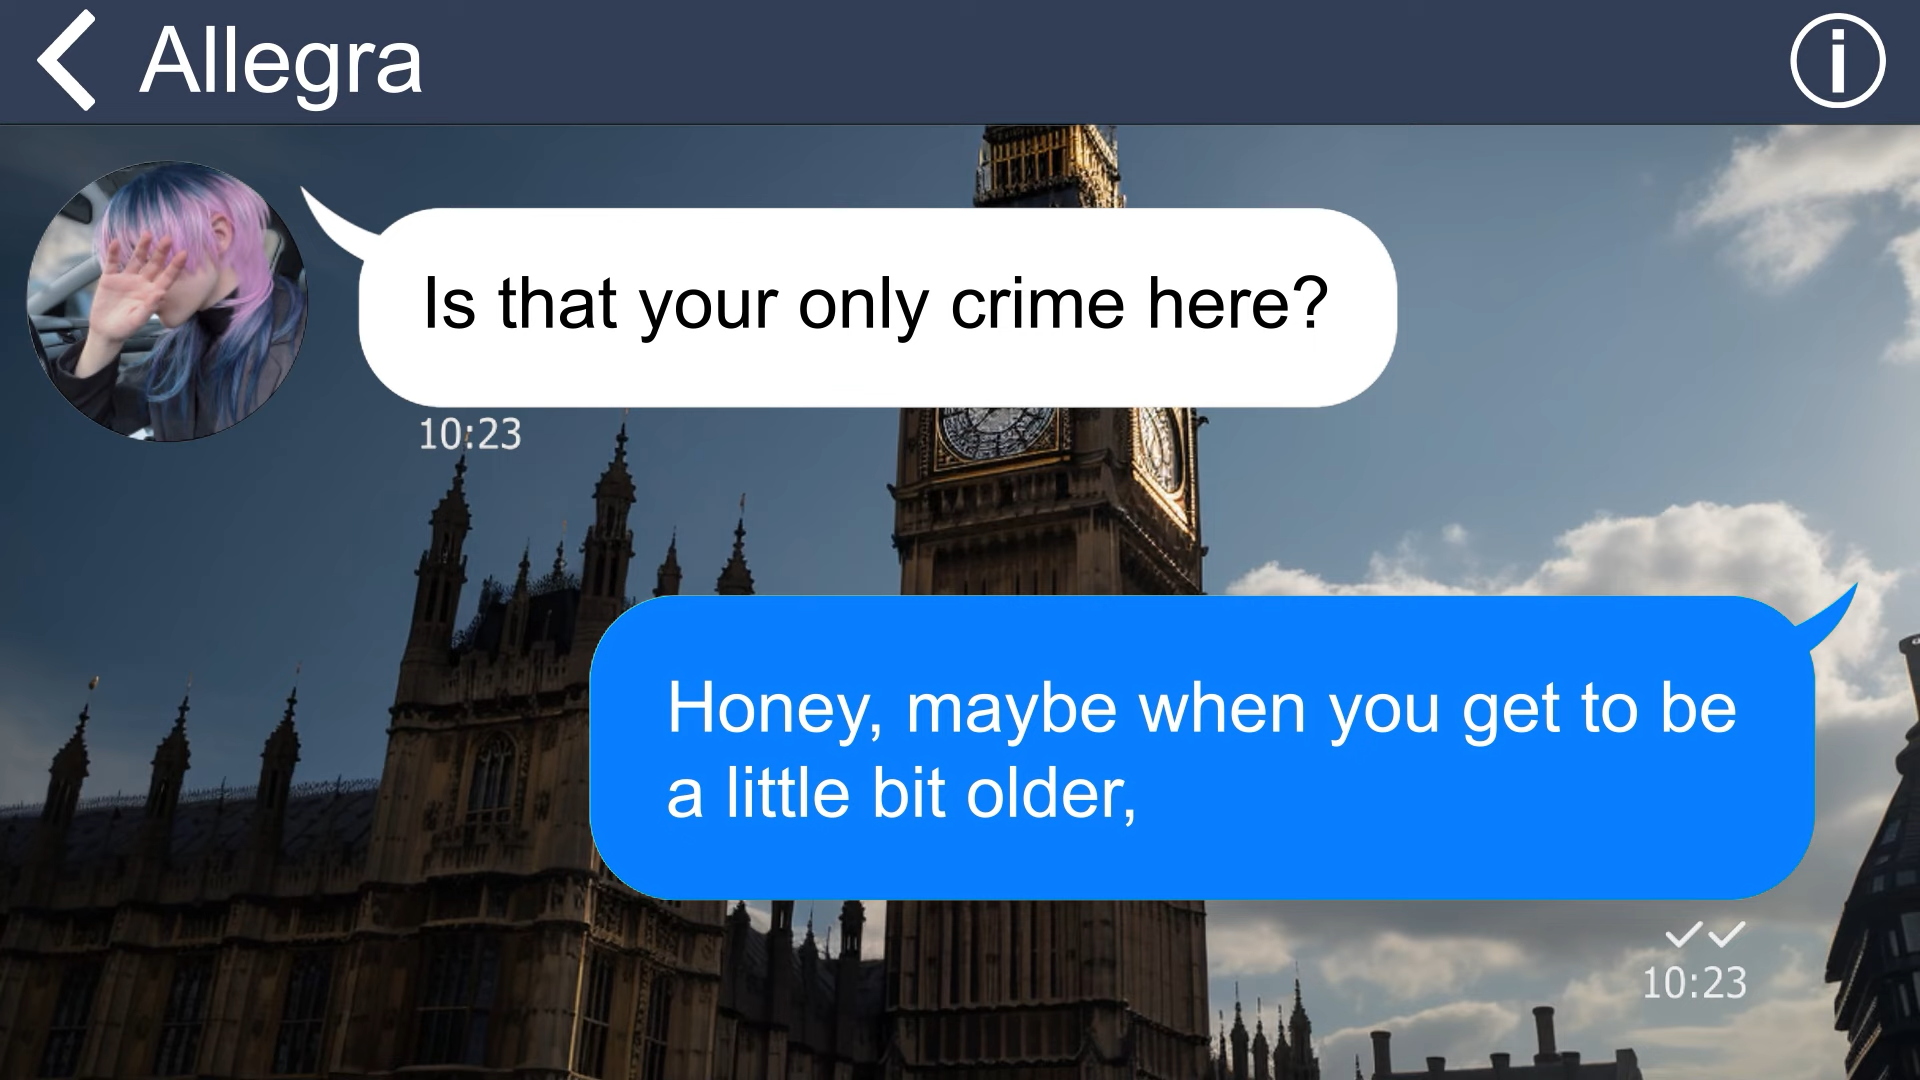 Allegra
Is that your only crime here?
10:23
Honey, maybe when you get to be
a little bit older,
10:23